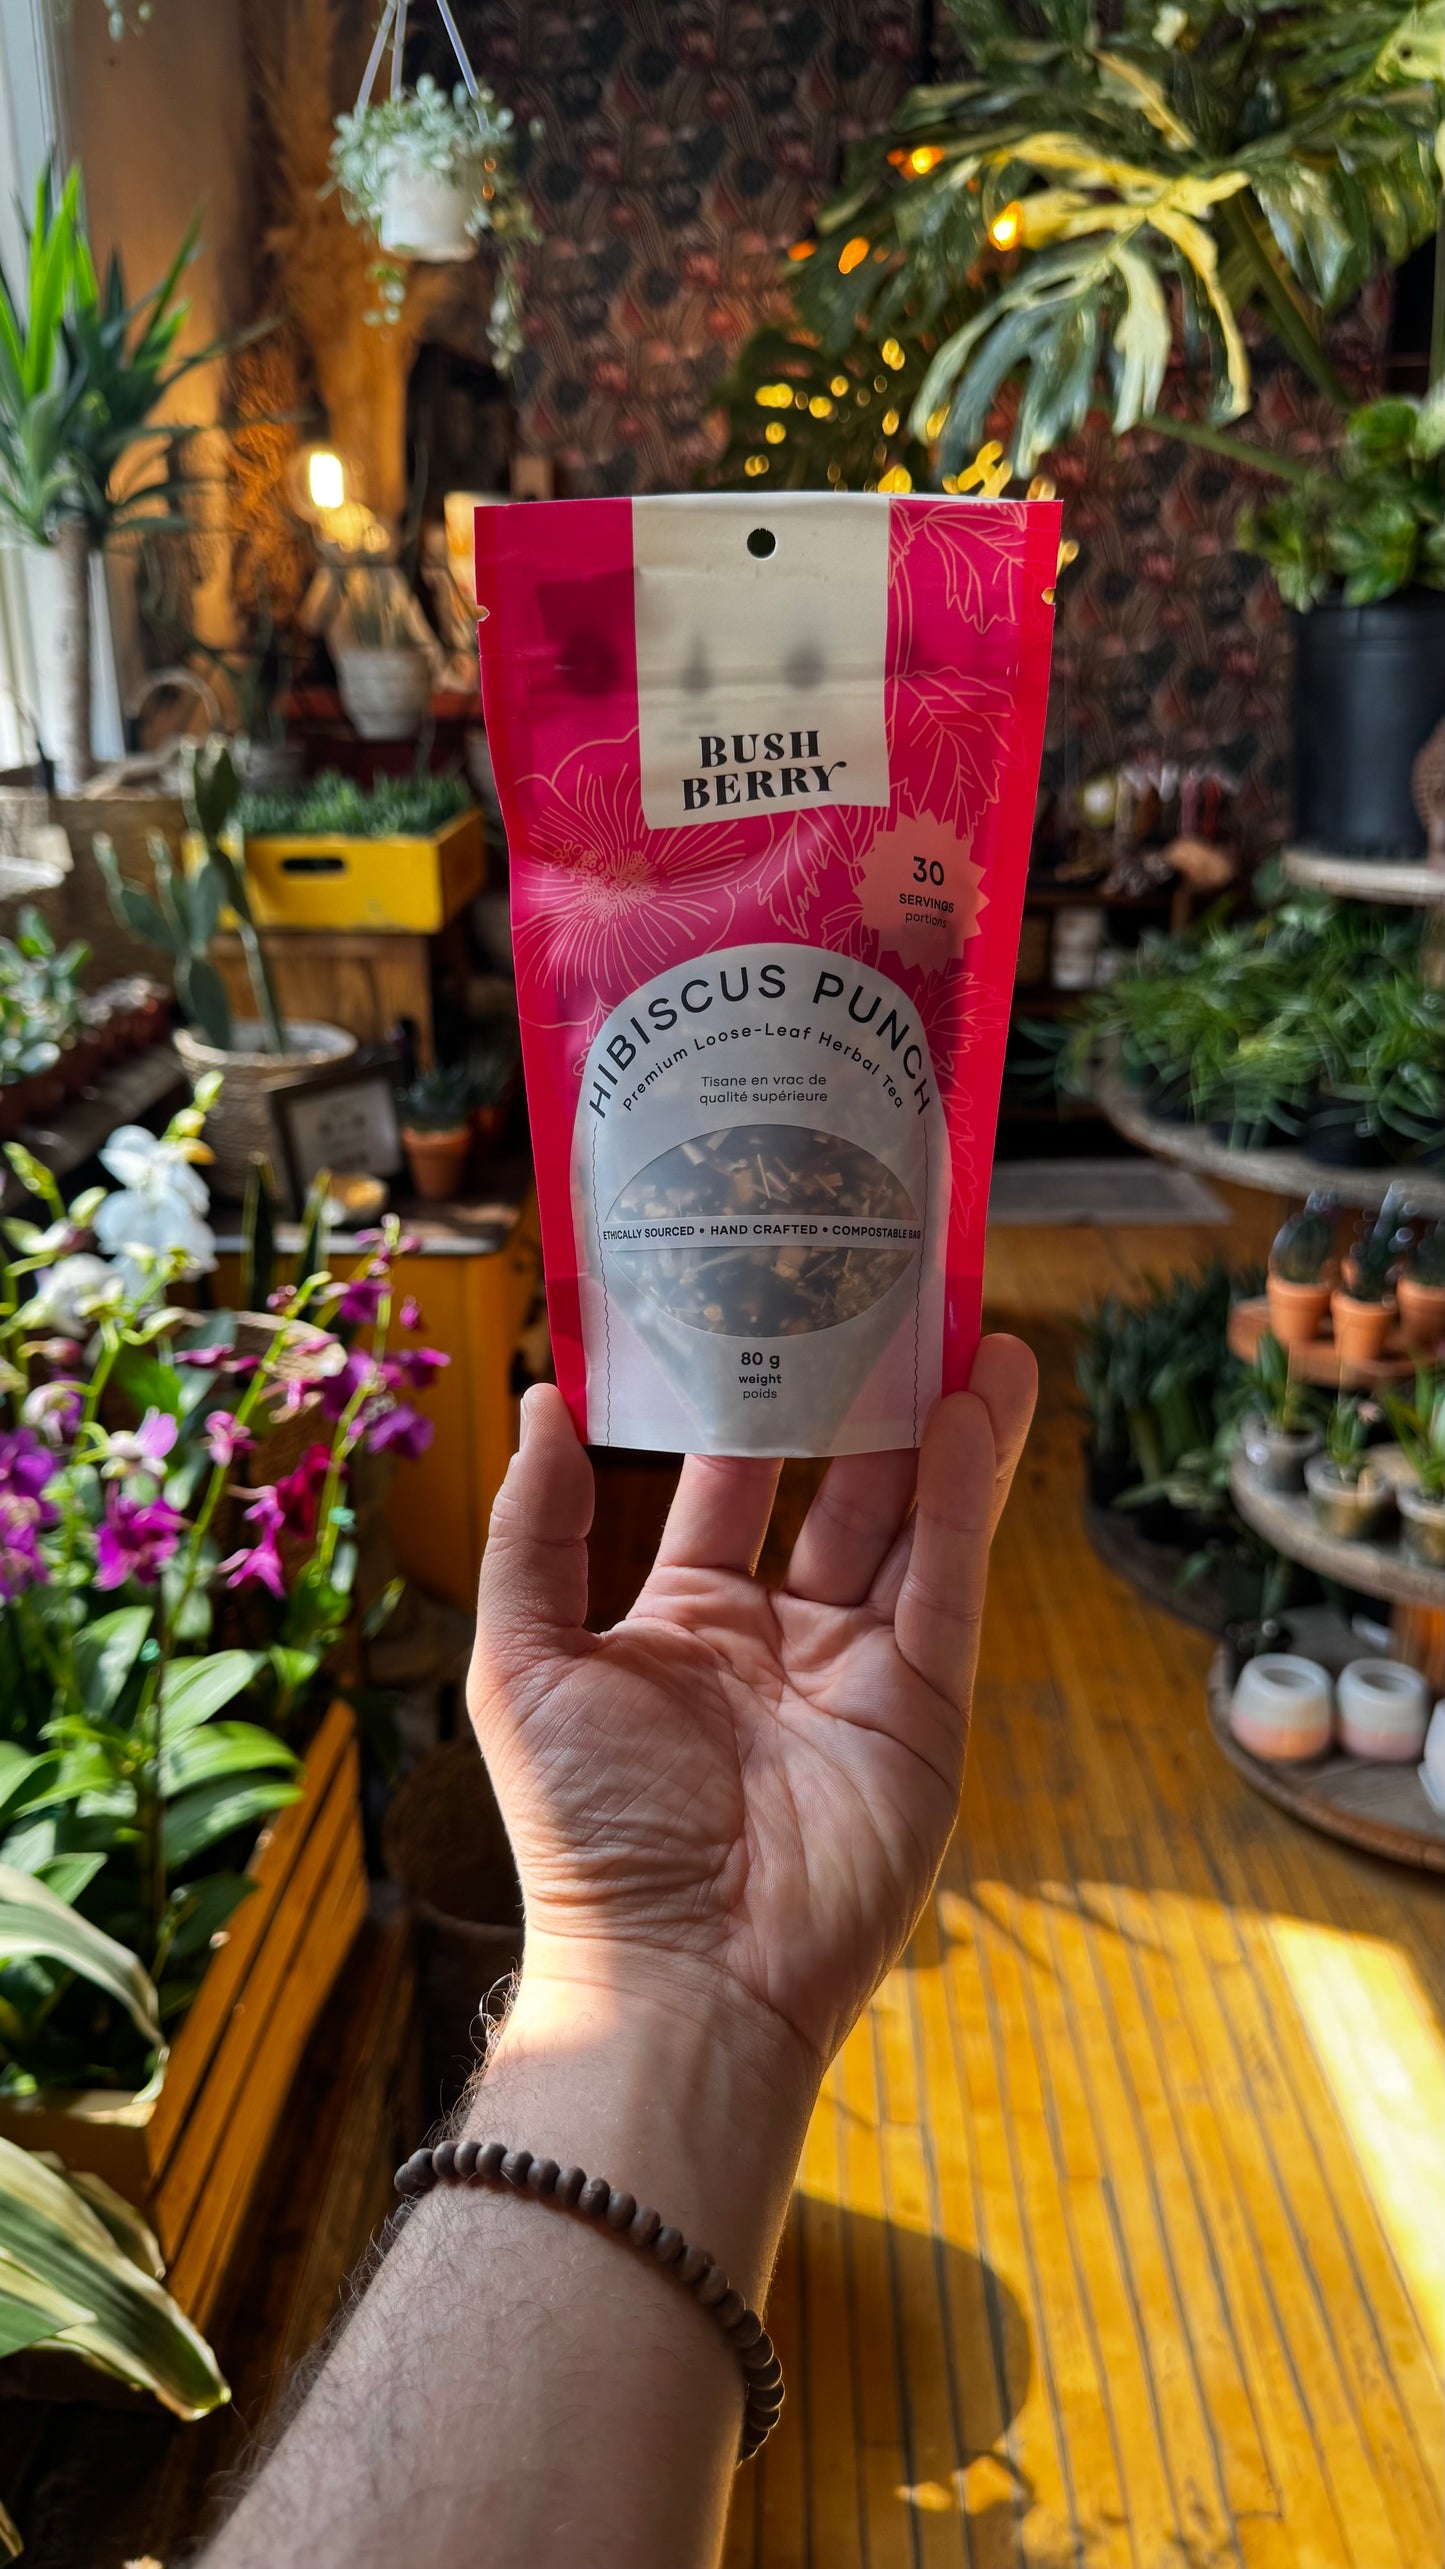 BUSH
BERRY
30
SERVINGS
portions
HIBISCUS PUNCH
Premium Loose-Leaf Herbal Tea
Tisane en vrac de
qualité supérieure
ETHICALLY SOURCED • HAND CRAFTED • COMPOSTABLE BAG
80 g
weight
poids